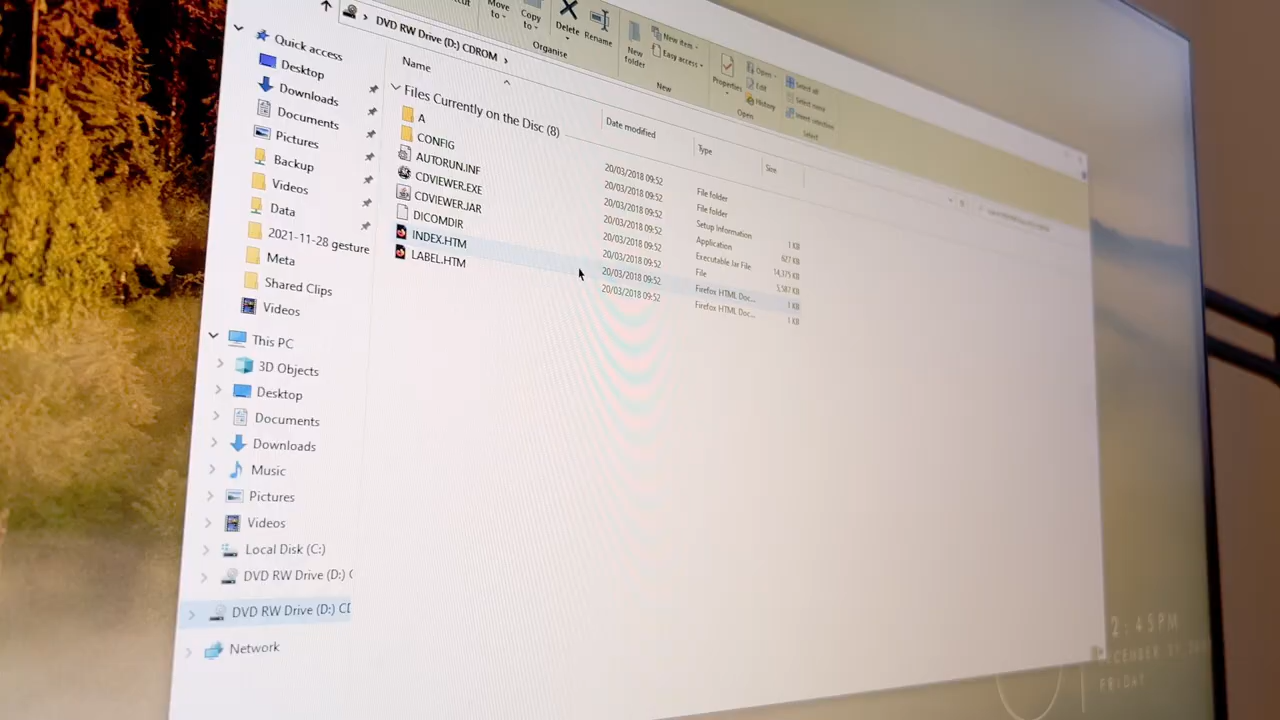 Move to
Copy to
Delete
Rename
New folder
New item
Easy access
Properties
Open
Edit
History
Select all
Select none
Invert selection
Organise
New
Open
Select
DVD RW Drive (D:) CDROM
Name
Date modified
Type
Size
Files Currently on the Disc (8)
A 20/03/2018 09:52 File folder
CONFIG 20/03/2018 09:52 File folder
AUTORUN.INF 20/03/2018 09:52 Setup Information 1 KB
CDVIEWER.EXE 20/03/2018 09:52 Application 627 KB
CDVIEWER.JAR 20/03/2018 09:52 Executable Jar File 14,375 KB
DICOMDIR 20/03/2018 09:52 File 5,587 KB
INDEX.HTM 20/03/2018 09:52 Firefox HTML Doc... 1 KB
LABEL.HTM 20/03/2018 09:52 Firefox HTML Doc... 1 KB
Quick access
Desktop
Downloads
Documents
Pictures
Backup
Videos
Data
2021-11-28 gesture
Meta
Shared Clips
Videos
This PC
3D Objects
Desktop
Documents
Downloads
Music
Pictures
Videos
Local Disk (C:)
DVD RW Drive (D:) C
DVD RW Drive (D:) CD
Network
2:45PM
FRIDAY